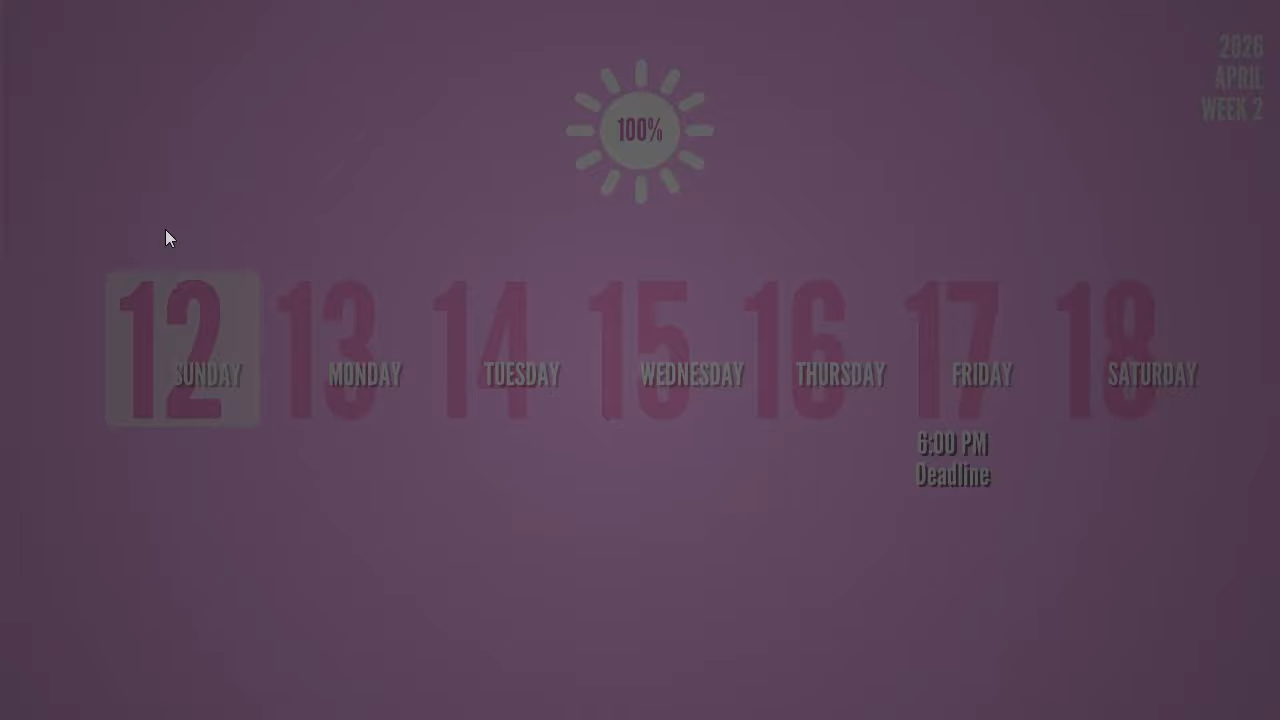 2026
APRIL
WEEK 2
100%
12 SUNDAY
13 MONDAY
14 TUESDAY
15 WEDNESDAY
16 THURSDAY
17 FRIDAY
18 SATURDAY
6:00 PM
Deadline